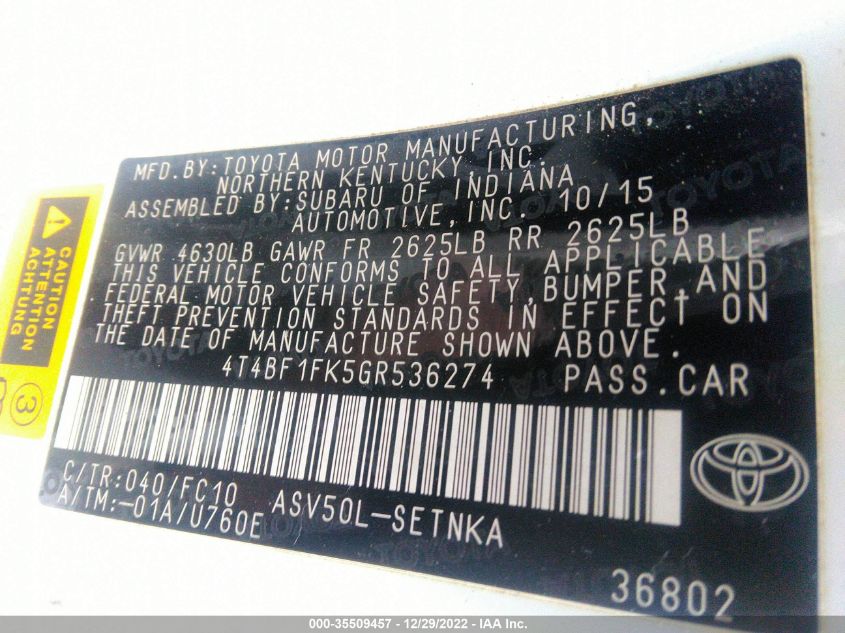 MFD.BY:TOYOTA MOTOR MANUFACTURING,
NORTHERN KENTUCKY,INC.
ASSEMBLED BY:SUBARU OF INDIANA
AUTOMOTIVE,INC. 10/15
GVWR 4630LB GAWR FR 2625LB RR 2625LB
THIS VEHICLE CONFORMS TO ALL APPLICABLE
FEDERAL MOTOR VEHICLE SAFETY,BUMPER,AND
THEFT PREVENTION STANDARDS IN EFFECT ON
THE DATE OF MANUFACTURE SHOWN ABOVE.
4T4BF1FK5GR536274 PASS.CAR
C/TR:040/FC10 ASV50L-SETNKA
A/TM:-01A/U760E
36802
CAUTION
ATTENTION
ACHTUNG
3
TOYOTA
TOYOTA
000-35509457 - 12/29/2022 - IAA Inc.